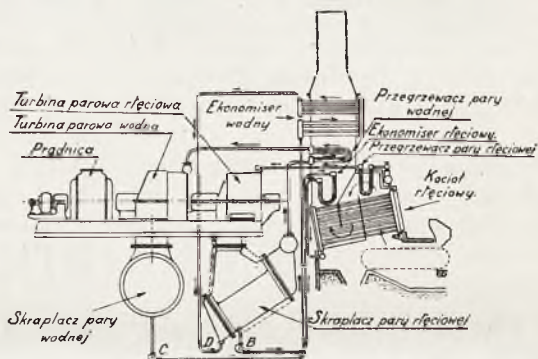 Turbina parowa rtęciowa
Turbina parowa wodna
Prądnica
Ekonomiser
wodny
Przegrzewacz pary
wodnej
Ekonomiser rtęciowy.
Przegrzewacz pary rtęciowej
Kocioł
rtęciowy.
Skraplacz pary
wodnej
Skraplacz pary rtęciowej
C
D
B